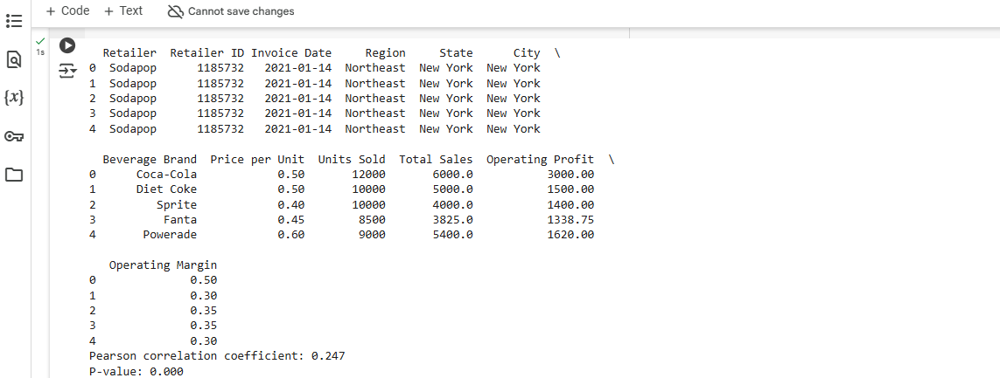 + Code + Text Cannot save changes
1s
Retailer Retailer ID Invoice Date Region State City \
0 Sodapop 1185732 2021-01-14 Northeast New York New York
1 Sodapop 1185732 2021-01-14 Northeast New York New York
2 Sodapop 1185732 2021-01-14 Northeast New York New York
3 Sodapop 1185732 2021-01-14 Northeast New York New York
4 Sodapop 1185732 2021-01-14 Northeast New York New York
Beverage Brand Price per Unit Units Sold Total Sales Operating Profit \
0 Coca-Cola 0.50 12000 6000.0 3000.00
1 Diet Coke 0.50 10000 5000.0 1500.00
2 Sprite 0.40 10000 4000.0 1400.00
3 Fanta 0.45 8500 3825.0 1338.75
4 Powerade 0.60 9000 5400.0 1620.00
Operating Margin
0 0.50
1 0.30
2 0.35
3 0.35
4 0.30
Pearson correlation coefficient: 0.247
P-value: 0.000
{x}